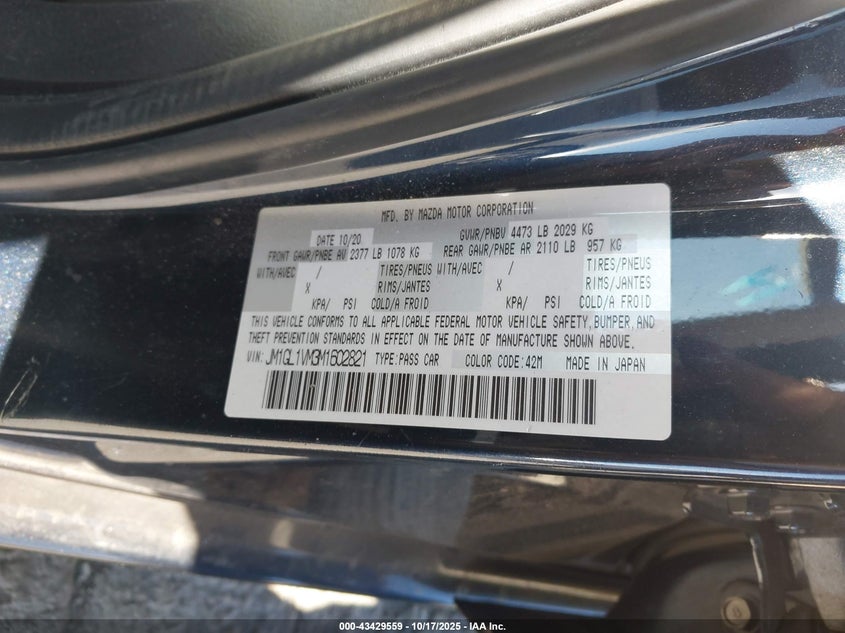 MFD. BY MAZDA MOTOR CORPORATION
DATE 10/20 GVWR/PNBV 4473 LB 2029 KG
FRONT GAWR/PNBE AV 2377 LB 1078 KG REAR GAWR/PNBE AR 2110 LB 957 KG
WITH/AVEC / TIRES/PNEUS WITH/AVEC / TIRES/PNEUS
X RIMS/JANTES X RIMS/JANTES
KPA/ PSI COLD/A FROID KPA/ PSI COLD/A FROID
THIS VEHICLE CONFORMS TO ALL APPLICABLE FEDERAL MOTOR VEHICLE SAFETY, BUMPER, AND
THEFT PREVENTION STANDARDS IN EFFECT ON THE DATE OF MANUFACTURE SHOWN ABOVE.
VIN: JM1GL1VM3M1602821 TYPE:PASS CAR COLOR CODE:42M MADE IN JAPAN
000-43429559 - 10/17/2025 - IAA Inc.